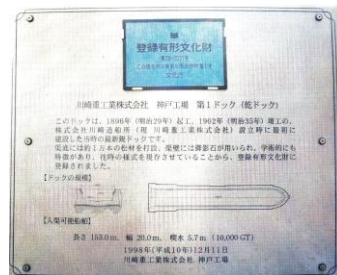 登録有形文化財
文化庁
川崎重工業株式会社 神戸工場 第1ドック(乾ドック)
このドックは、1896年(明治29年)起工、1902年(明治35年)竣工の、
株式会社川崎造船所(現 川崎重工業株式会社)設立時に最初に
建設した当時の最新鋭ドックです。
渠底には約1万本の松材を打設、渠壁には御影石が用いられ、学術的にも
特徴があり、往時の様式を現存させていることから、登録有形文化財に
登録されました。
【ドックの規模】
【入渠可能船舶】
長さ 153.0m、幅 20.0m、喫水 5.7m (10,000GT)
1998年(平成10年)12月11日
川崎重工業株式会社 神戸工場